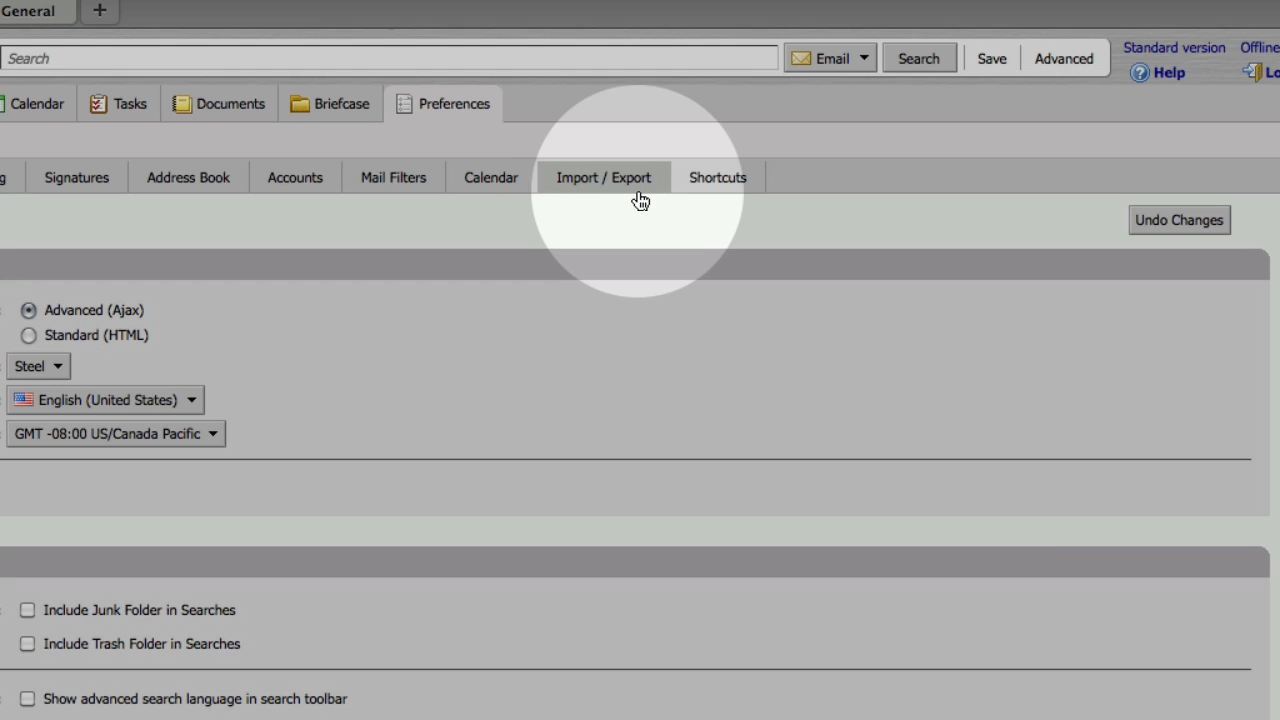 General +
Search Email Search Save Advanced Standard version
Help
Calendar Tasks Documents Briefcase Preferences
Signatures Address Book Accounts Mail Filters Calendar Import / Export Shortcuts
Undo Changes
Advanced (Ajax)
Standard (HTML)
Steel
English (United States)
GMT -08:00 US/Canada Pacific
Include Junk Folder in Searches
Include Trash Folder in Searches
Show advanced search language in search toolbar